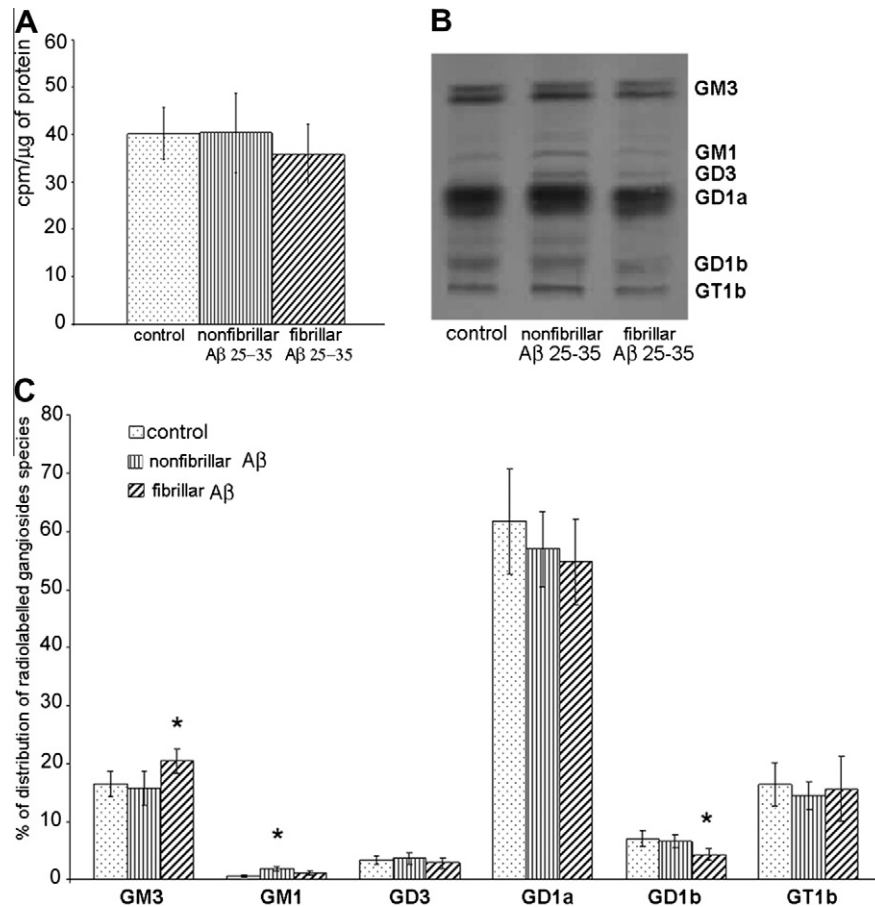 A
cpm/µg of protein
60
50
40
30
20
10
0
control
nonfibrillar
Aβ 25–35
fibrillar
Aβ 25–35
B
GM3
GM1
GD3
GD1a
GD1b
GT1b
control
nonfibrillar
Aβ 25-35
fibrillar
Aβ 25-35
C
% of distribution of radiolabelled gangiosides species
80
70
60
50
40
30
20
10
0
control
nonfibrillar Aβ
fibrillar Aβ
*
*
*
GM3
GM1
GD3
GD1a
GD1b
GT1b